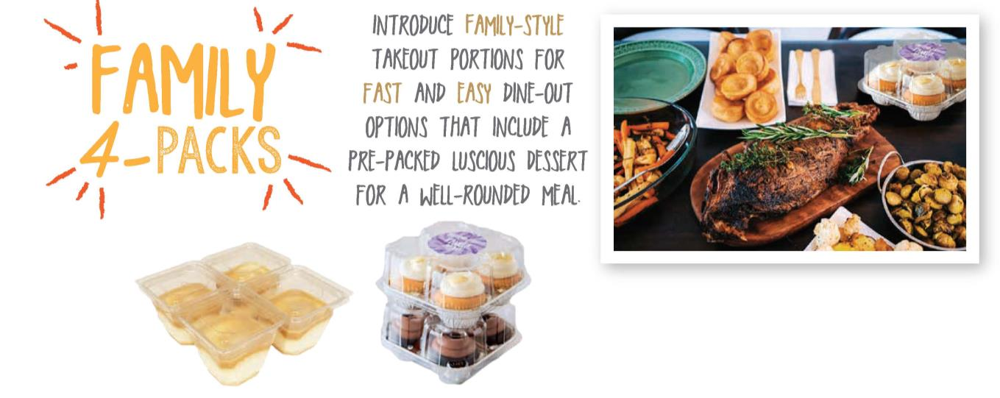 FAMILY
4-PACKS
INTRODUCE FAMILY-STYLE
TAKEOUT PORTIONS FOR
FAST AND EASY DINE-OUT
OPTIONS THAT INCLUDE A
PRE-PACKED LUSCIOUS DESSERT
FOR A WELL-ROUNDED MEAL.